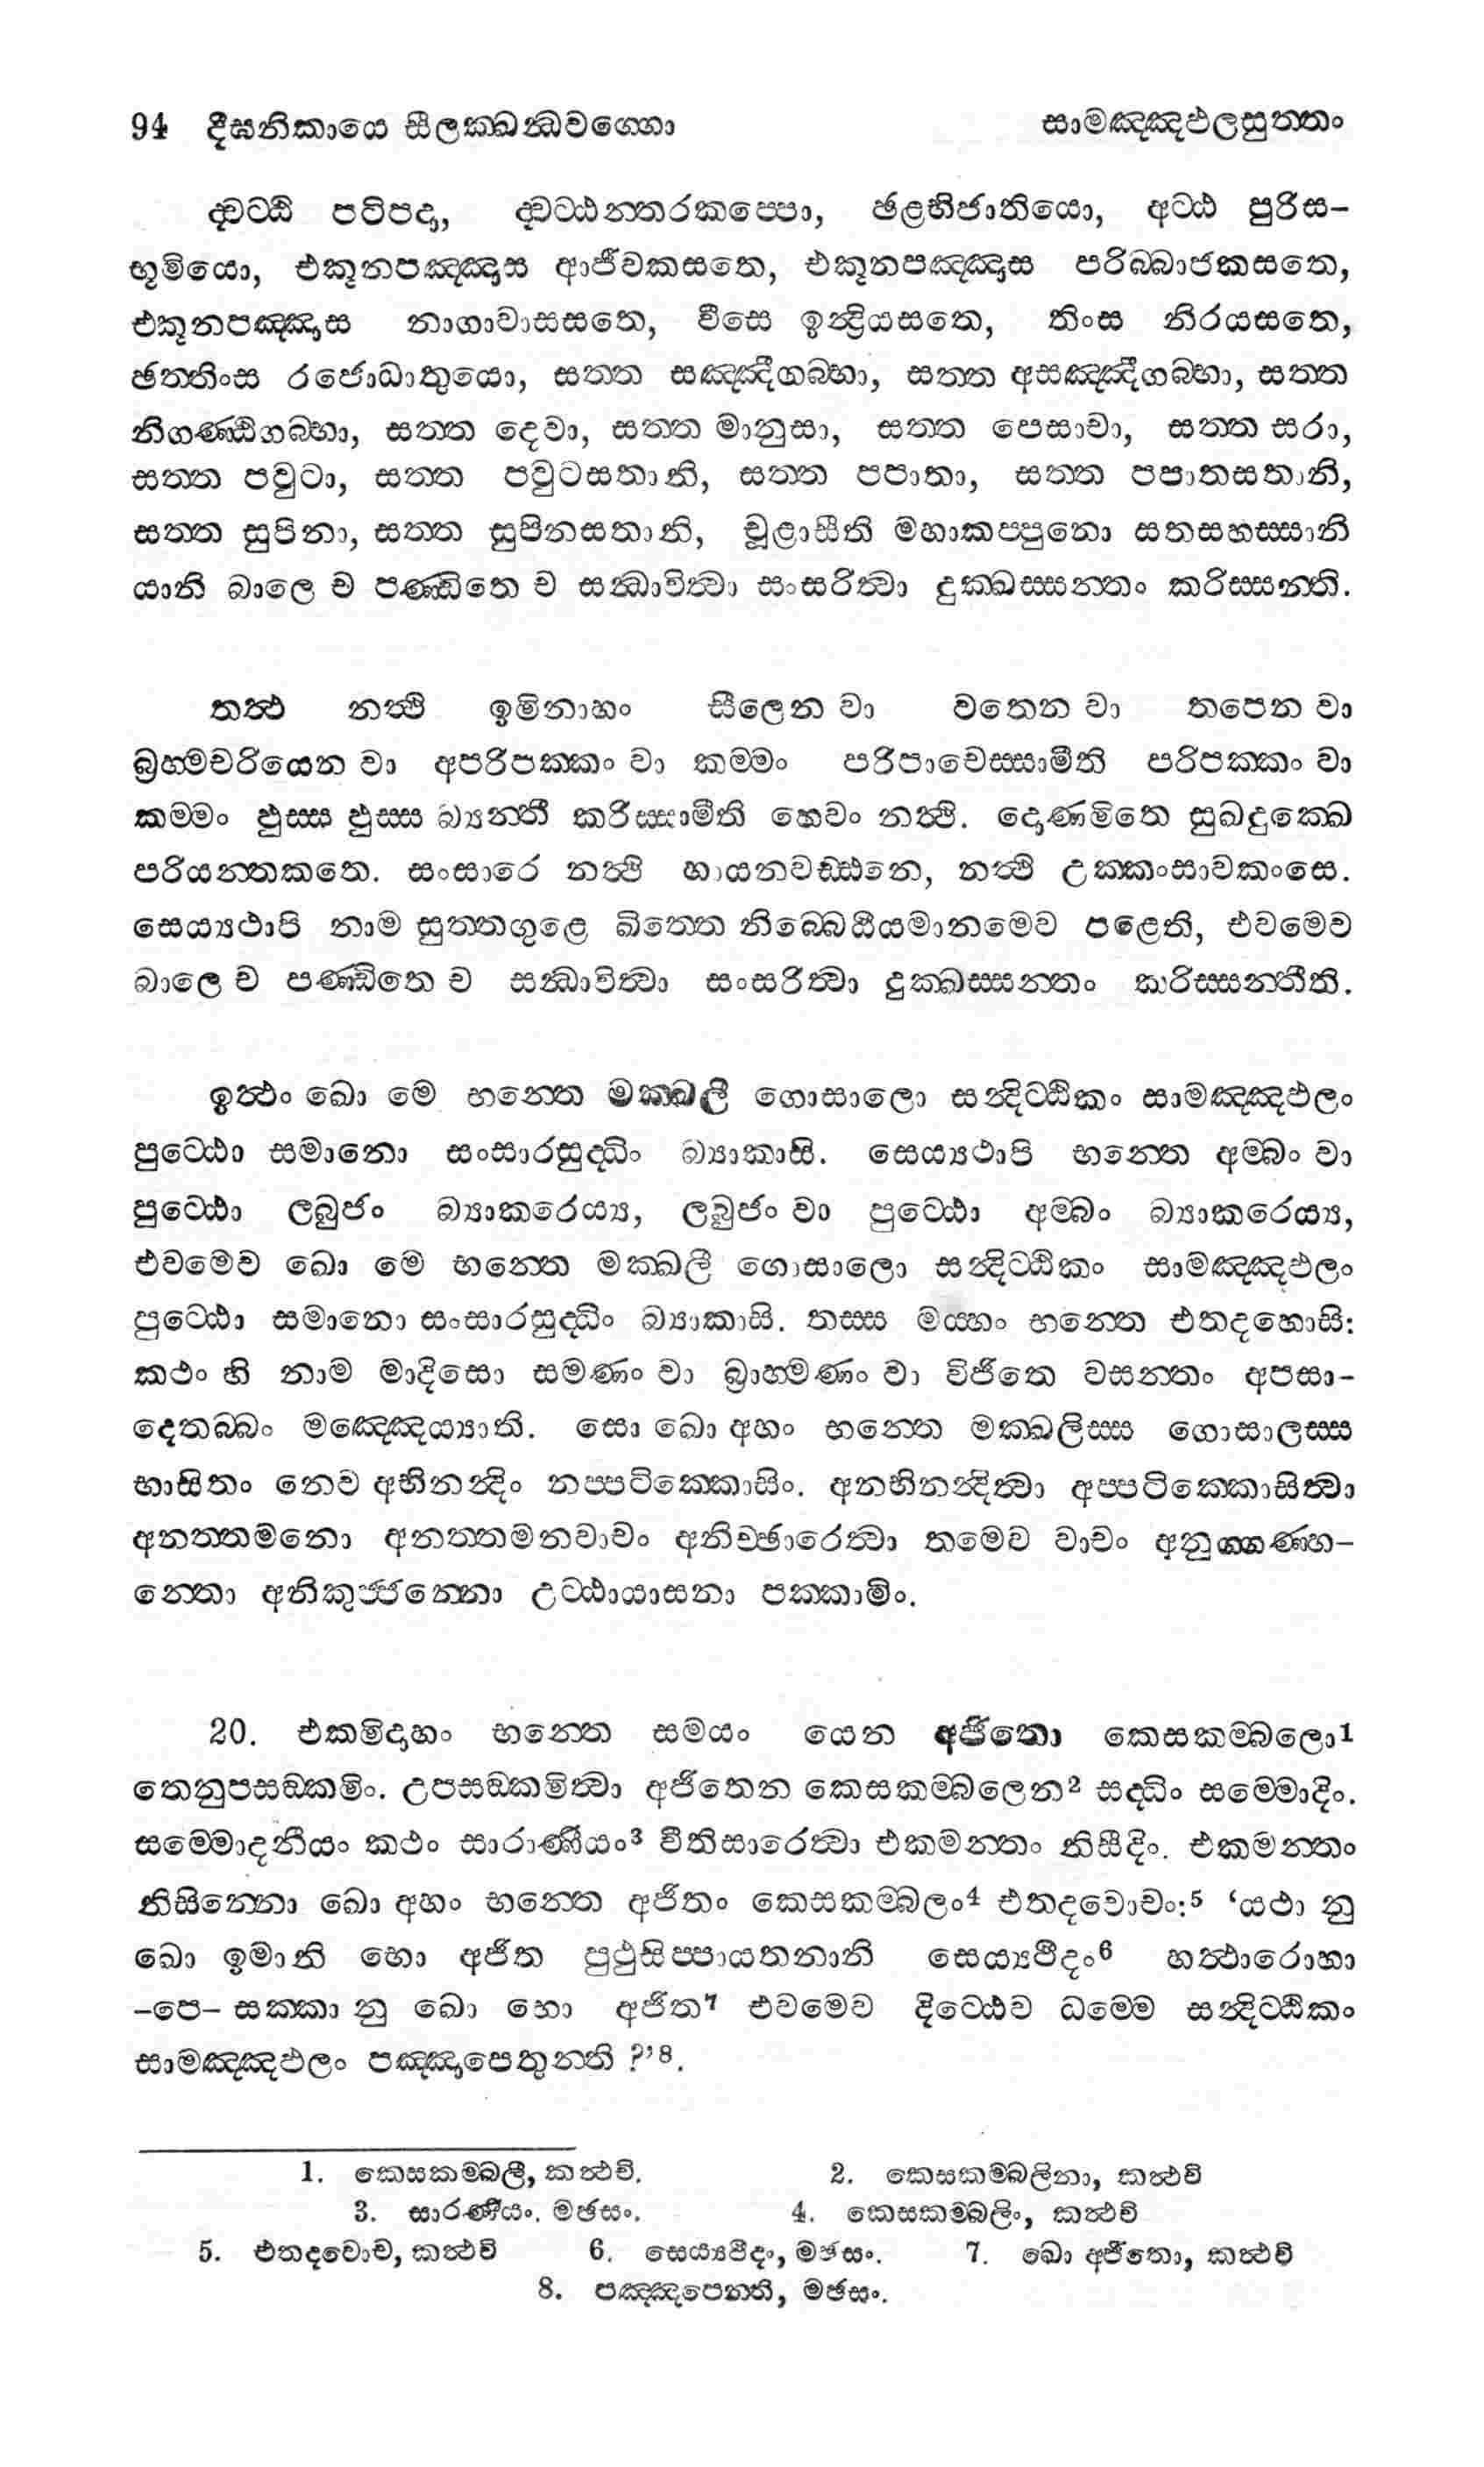 94 දීඝනිකායෙ සීලක්ඛන්ධවග්ගො සාමඤ්ඤඵලසුත්තං
ද්වට්ඨි පටිපදා, ද්වට්ඨන්තරකප්පො, ඡළභිජාතියො, අට්ඨ පුරිස-
භූමියො, එකූනපඤ්ඤාස ආජීවකසතෙ, එකූනපඤ්ඤාස පරිබ්බාජකසතෙ,
එකූනපඤ්ඤාස නාගාවාසසතෙ, වීසෙ ඉන්ද්‍රියසතෙ, තිංස නිරයසතෙ,
ඡත්තිංස රජොධාතුයො, සත්ත සඤ්ඤීගබ්භා, සත්ත අසඤ්ඤීගබ්භා, සත්ත
නිගණ්ඨිගබ්භා, සත්ත දෙවා, සත්ත මානුසා, සත්ත පෙසාචා, සත්ත සරා,
සත්ත පවුටා, සත්ත පවුටසතානි, සත්ත පපාතා, සත්ත පපාතසතානි,
සත්ත සුපිනා, සත්ත සුපිනසතානි, චූළාසීති මහාකප්පුනො සතසහස්සානි
යානි බාලෙ ච පණ්ඩිතෙ ච සන්ධාවිත්වා සංසරිත්වා දුක්ඛස්සන්තං කරිස්සන්ති.
තත්ථ නත්ථි ඉමිනාහං සීලෙන වා වතෙන වා තපෙන වා
බ්‍රහ්මචරියෙන වා අපරිපක්කං වා කම්මං පරිපාචෙස්සාමීති පරිපක්කං වා
කම්මං ඵුස්ස ඵුස්ස බ්‍යන්තී කරිස්සාමීති හෙවං නත්ථි. දොණමිතෙ සුඛදුක්ඛෙ
පරියන්තකතෙ. සංසාරෙ නත්ථි හායනවඩ්ඪනෙ, නත්ථි උක්කංසාවකංසෙ.
සෙය්‍යථාපි නාම සුත්තගුළෙ ඛිත්තෙ නිබ්බෙඨියමානමෙව පළෙති, එවමෙව
බාලෙ ච පණ්ඩිතෙ ච සන්ධාවිත්වා සංසරිත්වා දුක්ඛස්සන්තං කරිස්සන්තීති.
ඉත්ථං ඛො මෙ භන්තෙ මක්ඛලී ගොසාලො සන්දිට්ඨිකං සාමඤ්ඤඵලං
පුට්ඨො සමානො සංසාරසුද්ධිං බ්‍යාකාසි. සෙය්‍යථාපි භන්තෙ අම්බං වා
පුට්ඨො ලබුජං බ්‍යාකරෙය්‍ය, ලබුජං වා පුට්ඨො අම්බං බ්‍යාකරෙය්‍ය,
එවමෙව ඛො මෙ භන්තෙ මක්ඛලී ගොසාලො සන්දිට්ඨිකං සාමඤ්ඤඵලං
පුට්ඨො සමානො සංසාරසුද්ධිං බ්‍යාකාසි. තස්ස මය්හං භන්තෙ එතදහොසි:
කථං හි නාම මාදිසො සමණං වා බ්‍රාහ්මණං වා විජිතෙ වසන්තං අපසා-
දෙතබ්බං මඤ්ඤෙය්‍යාති. සො ඛො අහං භන්තෙ මක්ඛලිස්ස ගොසාලස්ස
භාසිතං නෙව අභිනන්දිං නප්පටික්කොසිං. අනභිනන්දිත්වා අප්පටික්කොසිත්වා
අනත්තමනො අනත්තමනවාචං අනිච්ඡාරෙත්වා තමෙව වාචං අනුග්ගණ්හ-
න්තො අනිකුජ්ජන්තො උට්ඨායාසනා පක්කාමිං.
20. එකමිදාහං භන්තෙ සමයං යෙන අජිතො කෙසකම්බලො1
තෙනුපසඞ්කමිං. උපසඞ්කමිත්වා අජිතෙන කෙසකම්බලෙන2 සද්ධිං සම්මොදිං.
සම්මොදනීයං කථං සාරාණීයං3 වීතිසාරෙත්වා එකමන්තං නිසීදිං. එකමන්තං
නිසින්නො ඛො අහං භන්තෙ අජිතං කෙසකම්බලං4 එතදවොචං:5 ‘යථා නු
ඛො ඉමානි භො අජිත පුථුසිප්පායතනානි සෙය්‍යථීදං6 හත්ථාරොහා
-පෙ- සක්කා නු ඛො භො අජිත7 එවමෙව දිට්ඨෙව ධම්මෙ සන්දිට්ඨිකං
සාමඤ්ඤඵලං පඤ්ඤාපෙතුන්ති ?’8.
1. කෙසකම්බලී, කත්ථචි. 2. කෙසකම්බලිනා, කත්ථචි
3. සාරණීයං. මඡසං. 4. කෙසකම්බලිං, කත්ථචි
5. එතදවොච, කත්ථචි 6. සෙය්‍යථිදං, මඡසං. 7. ඛො අජිතො, කත්ථචි
8. පඤ්ඤපෙන්ති, මඡසං.